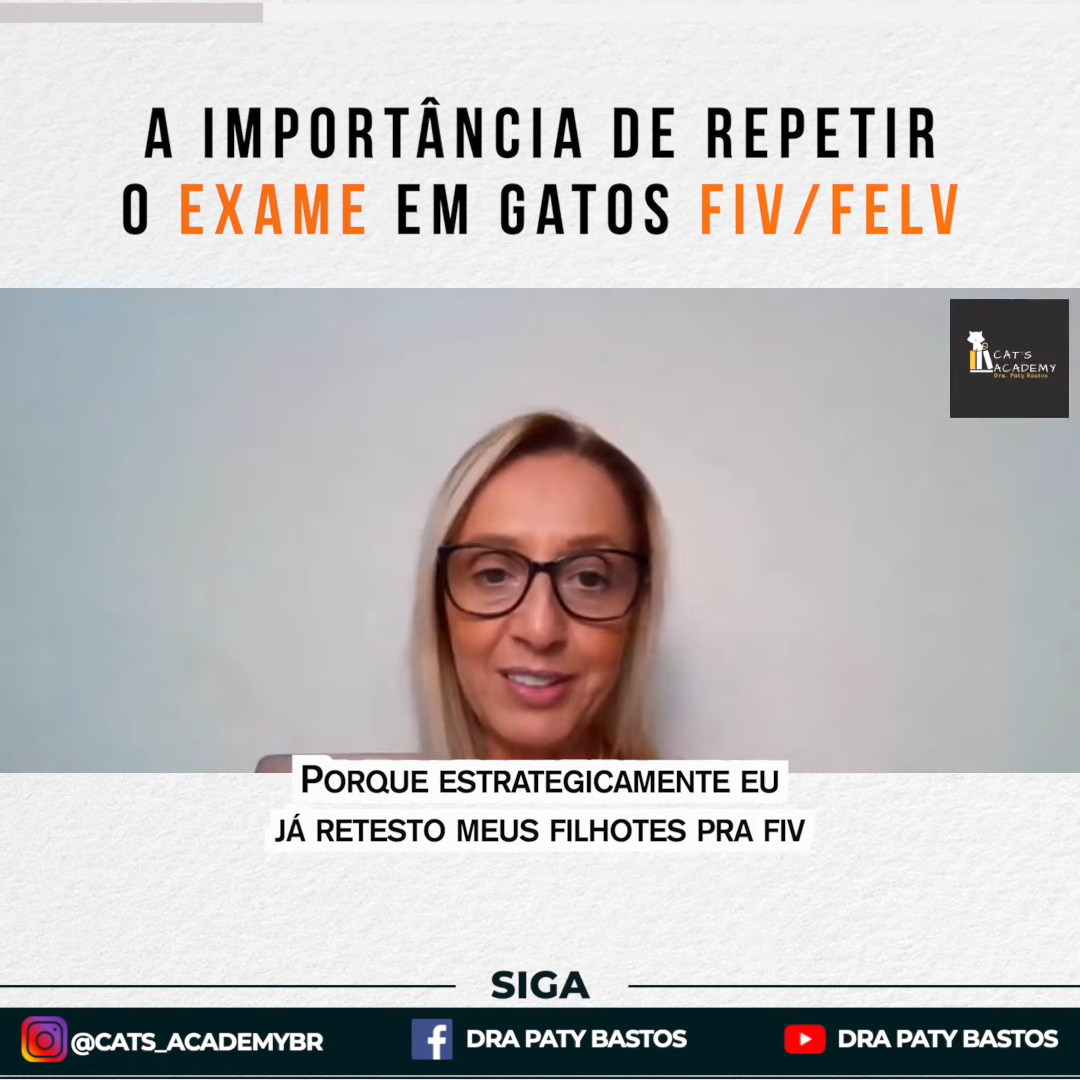 A IMPORTÂNCIA DE REPETIR
O EXAME EM GATOS FIV/FELV
CAT'S
ACADEMY
Dra. Paty Bastos
PORQUE ESTRATEGICAMENTE EU
JÁ RETESTO MEUS FILHOTES PRA FIV
SIGA
@CATS_ACADEMYBR
DRA PATY BASTOS
DRA PATY BASTOS